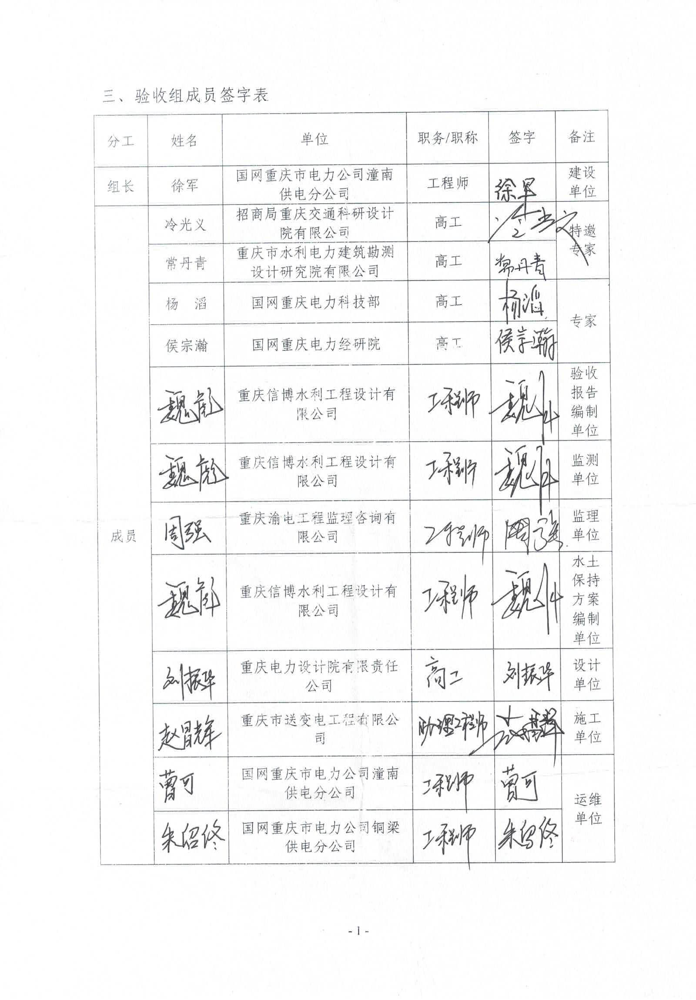 三、验收组成员签字表
分工 姓名 单位 职务/职称 签字 备注
组长 徐军 国网重庆市电力公司潼南 工程师 徐军 建设
供电分公司 单位
冷光义 招商局重庆交通科研设计 高工 冷光义 特邀
院有限公司 专家
常丹青 重庆市水利电力建筑勘测 高工 常丹青
设计研究院有限公司
杨 滔 国网重庆电力科技部 高工 杨滔 专家
侯宗瀚 国网重庆电力经研院 高工 侯宗瀚
魏彪 重庆信博水利工程设计有 工程师 魏 验收
限公司 报告
编制
单位
魏彪 重庆信博水利工程设计有 工程师 魏 监测
限公司 单位
成员
周强 重庆渝电工程监理咨询有 工程师 周强 监理
限公司 单位
魏彪 重庆信博水利工程设计有 工程师 魏 水土
限公司 保持
方案
编制
单位
刘振华 重庆电力设计院有限责任 高工 刘振华 设计
公司 单位
赵昌辉 重庆市送变电工程有限公 助理工程师 施工
司 单位
曹可 国网重庆市电力公司潼南 工程师 曹可 运维
供电分公司 单位
朱绍终 国网重庆市电力公司铜梁 工程师 朱绍终
供电分公司
- 1 -